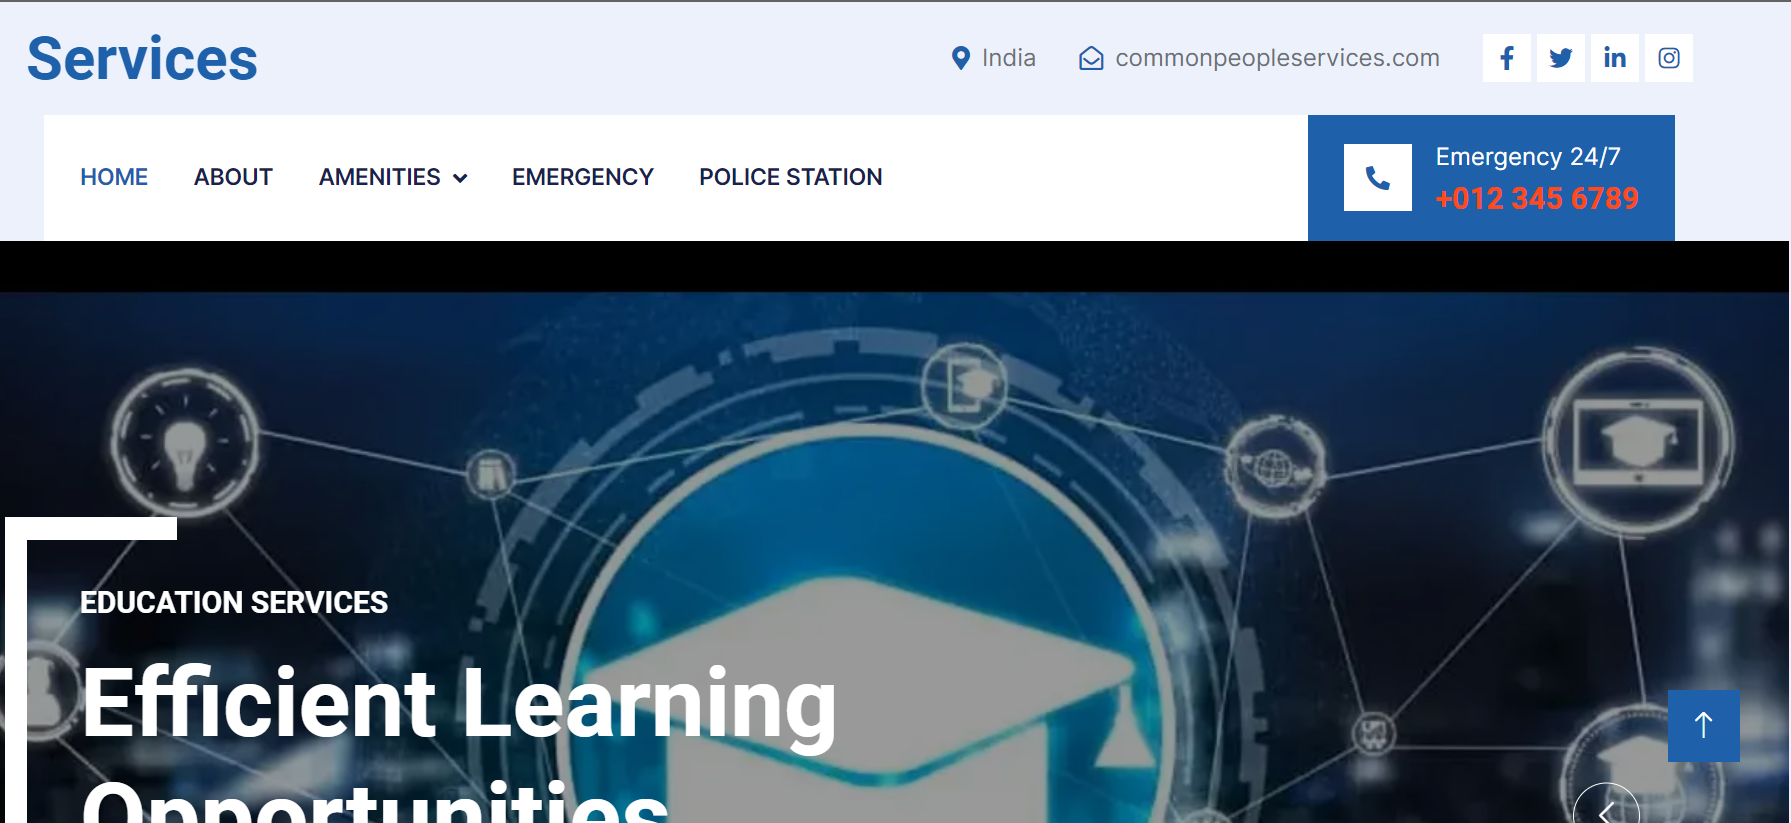 Services
India
commonpeopleservices.com
HOME ABOUT AMENITIES EMERGENCY POLICE STATION
Emergency 24/7
+012 345 6789
EDUCATION SERVICES
Efficient Learning
Opportunities